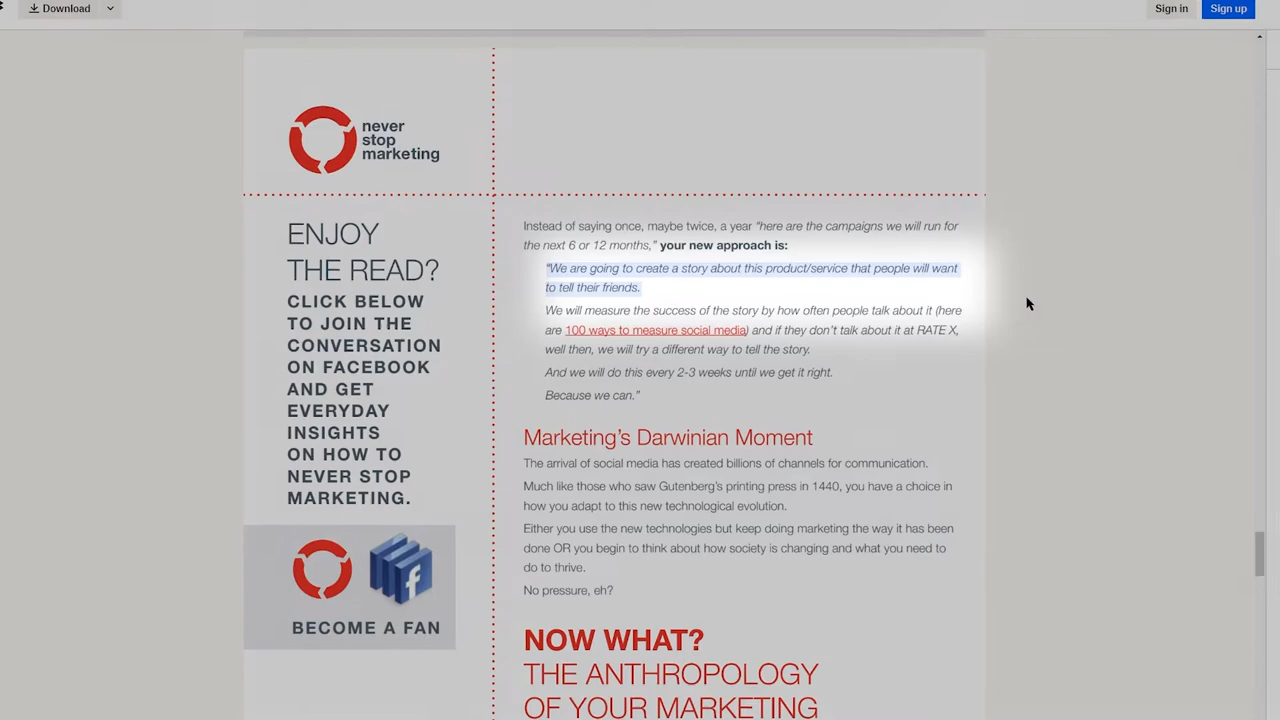 Download
Sign in
Sign up
never
stop
marketing
ENJOY
THE READ?
CLICK BELOW
TO JOIN THE
CONVERSATION
ON FACEBOOK
AND GET
EVERYDAY
INSIGHTS
ON HOW TO
NEVER STOP
MARKETING.
f
BECOME A FAN
Instead of saying once, maybe twice, a year “here are the campaigns we will run for
the next 6 or 12 months,” your new approach is:
“We are going to create a story about this product/service that people will want
to tell their friends.
We will measure the success of the story by how often people talk about it (here
are 100 ways to measure social media) and if they don’t talk about it at RATE X,
well then, we will try a different way to tell the story.
And we will do this every 2-3 weeks until we get it right.
Because we can.”
Marketing’s Darwinian Moment
The arrival of social media has created billions of channels for communication.
Much like those who saw Gutenberg’s printing press in 1440, you have a choice in
how you adapt to this new technological evolution.
Either you use the new technologies but keep doing marketing the way it has been
done OR you begin to think about how society is changing and what you need to
do to thrive.
No pressure, eh?
NOW WHAT?
THE ANTHROPOLOGY
OF YOUR MARKETING